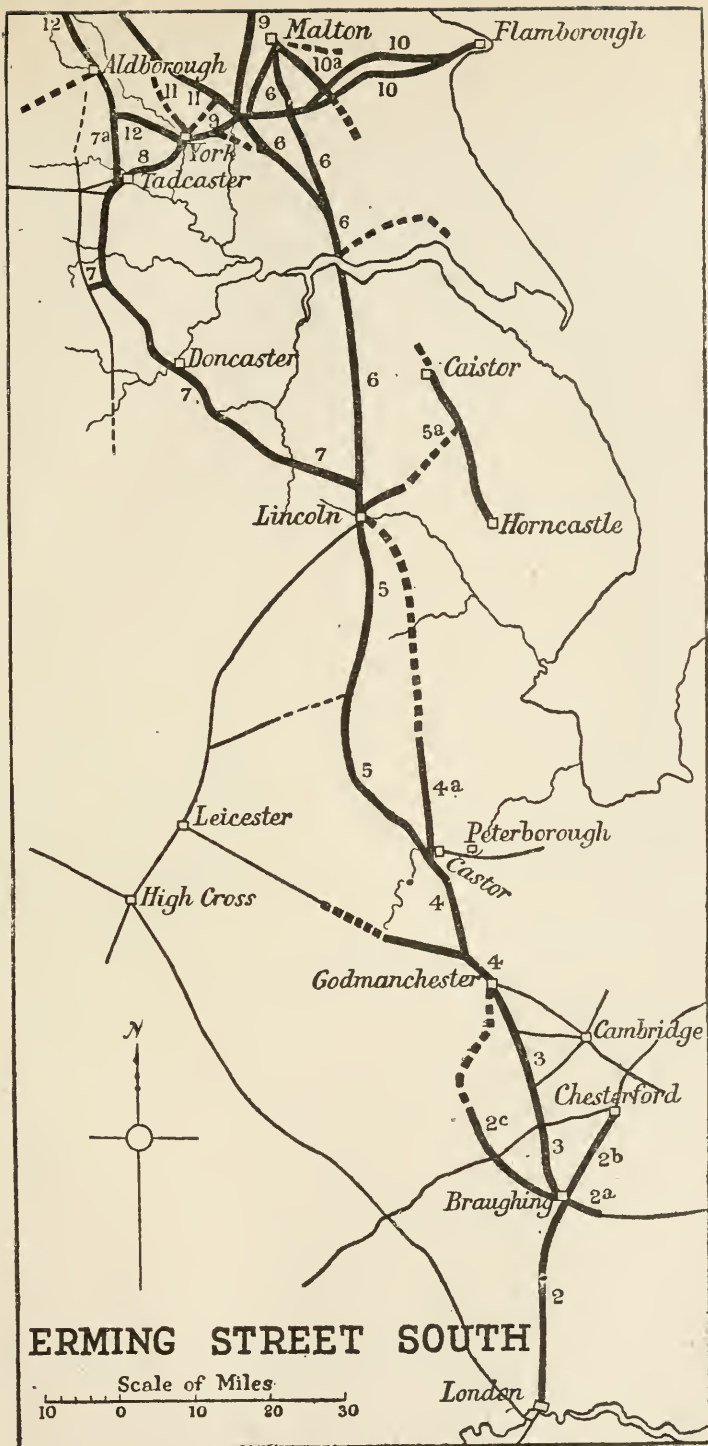 12
9
Malton
Flamborough
Aldborough
10
10a
10
11
11
6
7a
12
9
York
6
6
8
Tadcaster
6
7
6
Doncaster
Caistor
7
5a
7
Lincoln
Horncastle
5
5
4a
Leicester
Peterborough
Castor
High Cross
4
4
Godmanchester
N
Cambridge
3
Chesterford
2c
3
2b
Braughing
2a
2
ERMING STREET SOUTH
Scale of Miles
London
10 0 10 20 30